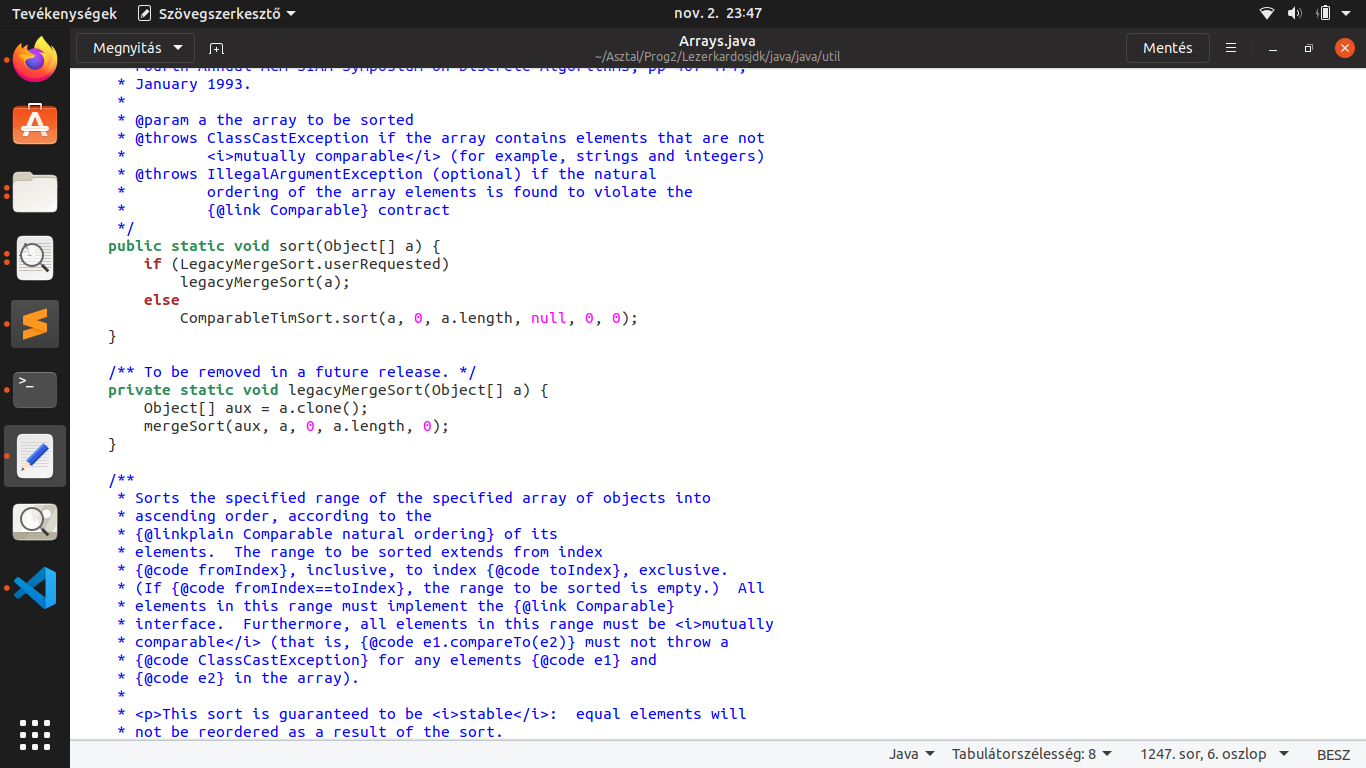 Tevékenységek Szövegszerkesztő nov. 2. 23:47
Megnyitás Arrays.java Mentés
~/Asztal/Prog2/Lezerkardosjdk/java/java/util
* January 1993.
*
* @param a the array to be sorted
* @throws ClassCastException if the array contains elements that are not
*         <i>mutually comparable</i> (for example, strings and integers)
* @throws IllegalArgumentException (optional) if the natural
*         ordering of the array elements is found to violate the
*         {@link Comparable} contract
*/
public static void sort(Object[] a) {
    if (LegacyMergeSort.userRequested)
        legacyMergeSort(a);
    else
        ComparableTimSort.sort(a, 0, a.length, null, 0, 0);
}
/** To be removed in a future release. */
private static void legacyMergeSort(Object[] a) {
    Object[] aux = a.clone();
    mergeSort(aux, a, 0, a.length, 0);
}
/**
* Sorts the specified range of the specified array of objects into
* ascending order, according to the
* {@linkplain Comparable natural ordering} of its
* elements.  The range to be sorted extends from index
* {@code fromIndex}, inclusive, to index {@code toIndex}, exclusive.
* (If {@code fromIndex==toIndex}, the range to be sorted is empty.)  All
* elements in this range must implement the {@link Comparable}
* interface.  Furthermore, all elements in this range must be <i>mutually
* comparable</i> (that is, {@code e1.compareTo(e2)} must not throw a
* {@code ClassCastException} for any elements {@code e1} and
* {@code e2} in the array).
*
* <p>This sort is guaranteed to be <i>stable</i>:  equal elements will
* not be reordered as a result of the sort.
Java Tabulátorszélesség: 8 1247. sor, 6. oszlop BESZ